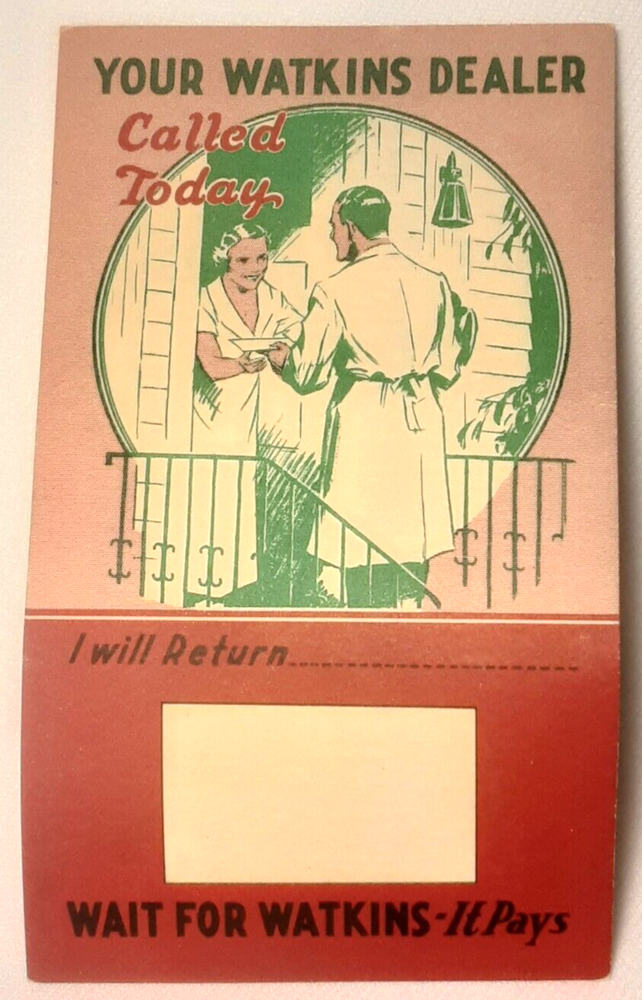 YOUR WATKINS DEALER
Called
Today
I will Return
WAIT FOR WATKINS-It Pays